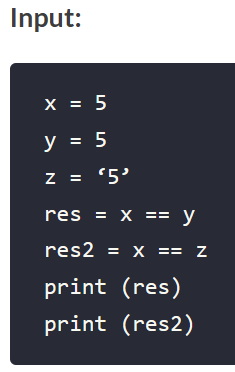 Input:
x = 5
y = 5
z = ‘5’
res = x == y
res2 = x == z
print (res)
print (res2)